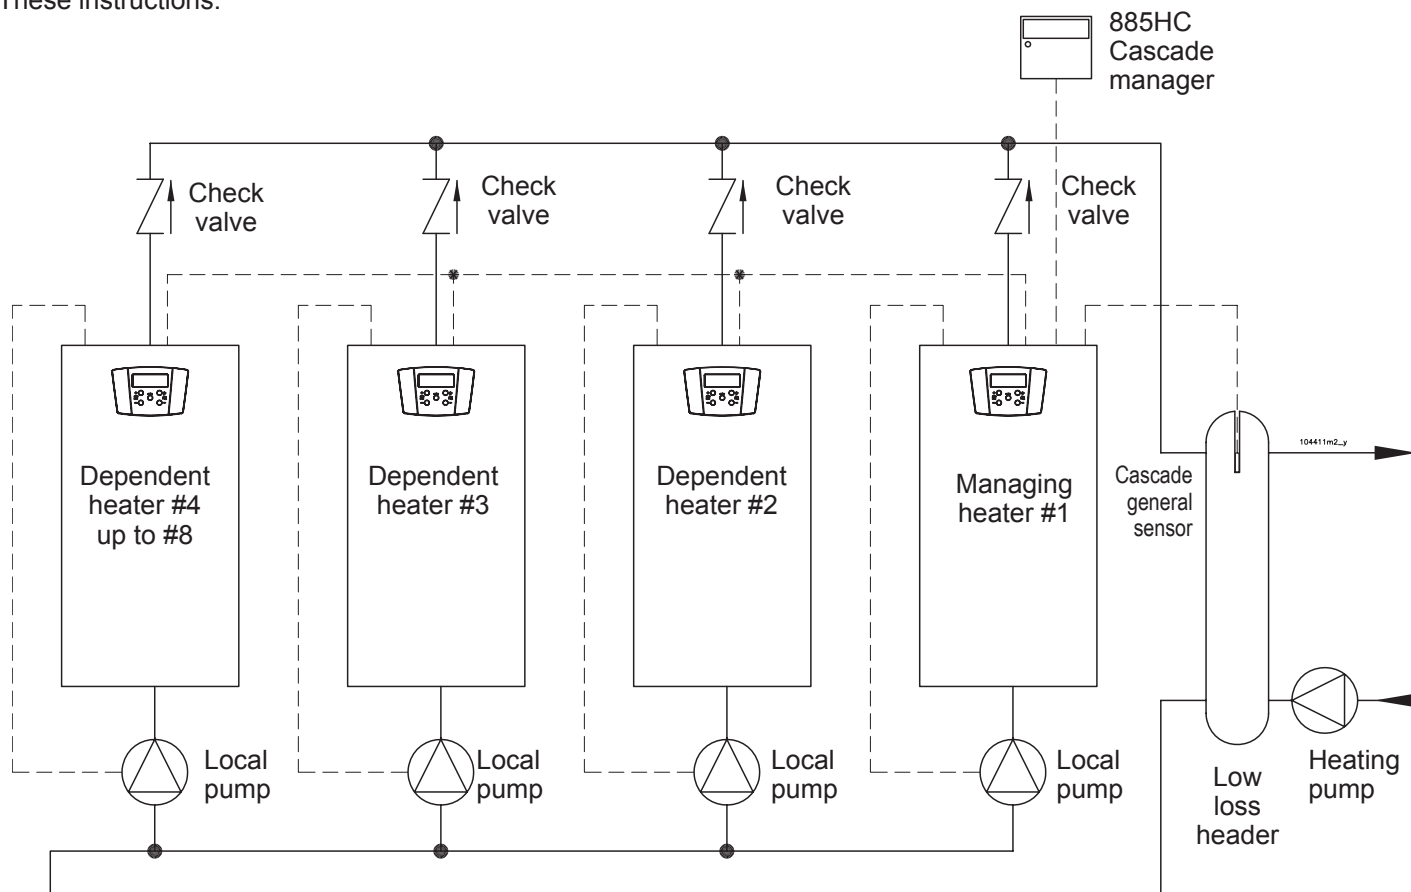 These instructions.
885HC
Cascade
manager
Check
valve
Check
valve
Check
valve
Check
valve
Dependent
heater #4
up to #8
Dependent
heater #3
Dependent
heater #2
Managing
heater #1
104411m2_y
Cascade
general
sensor
Local
pump
Local
pump
Local
pump
Local
pump
Low
loss
header
Heating
pump